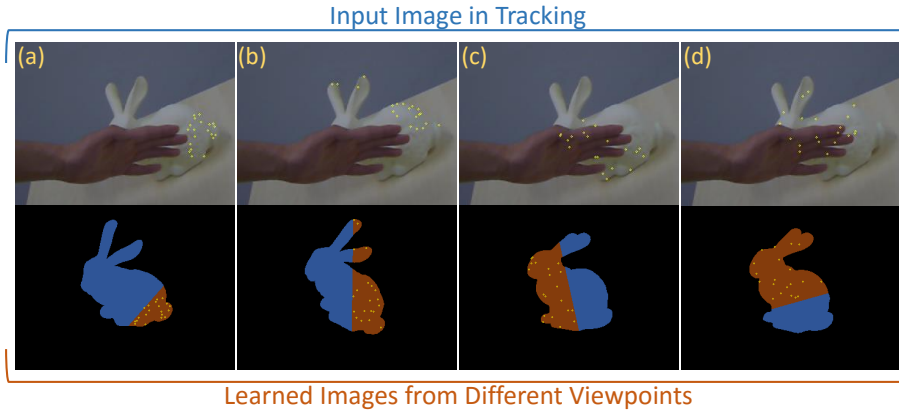 Input Image in Tracking
(a)
(b)
(c)
(d)
Learned Images from Different Viewpoints